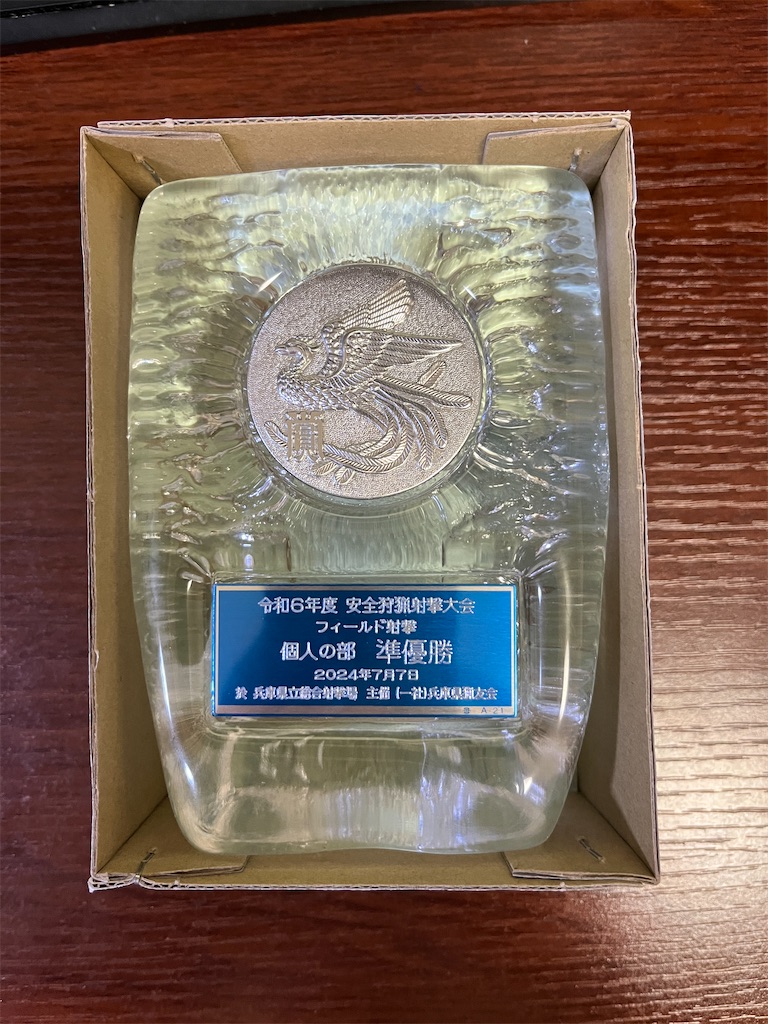 賞
令和6年度 安全狩猟射撃大会
フィールド射撃
個人の部 準優勝
2024年7月7日
於 兵庫県立総合射撃場 主催 (一社)兵庫県猟友会
A-21